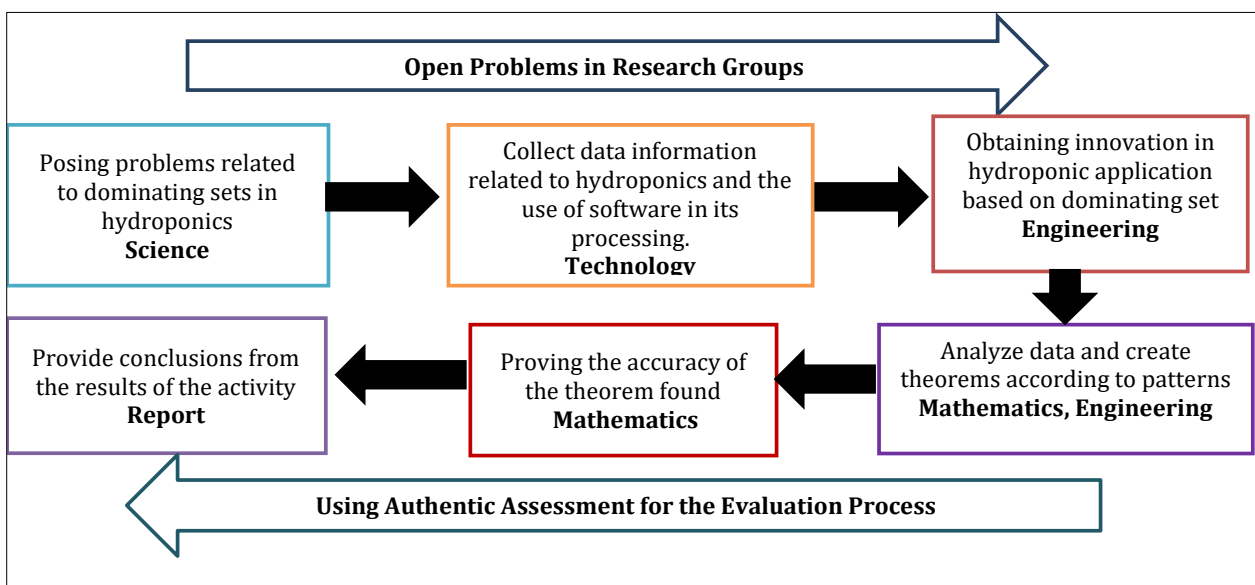 Open Problems in Research Groups
Posing problems related
to dominating sets in
hydroponics
Science
Collect data information
related to hydroponics and the
use of software in its
processing.
Technology
Obtaining innovation in
hydroponic application
based on dominating set
Engineering
Provide conclusions from
the results of the activity
Report
Proving the accuracy of
the theorem found
Mathematics
Analyze data and create
theorems according to patterns
Mathematics, Engineering
Using Authentic Assessment for the Evaluation Process